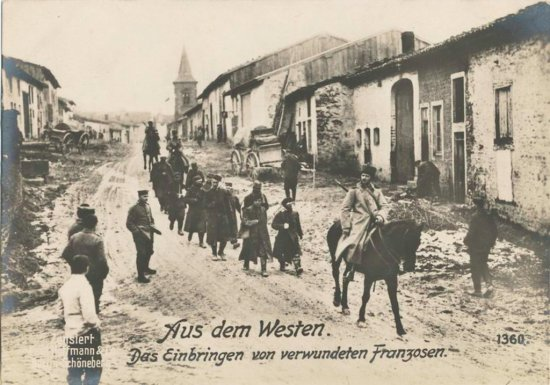 Aus dem Westen.
Das Einbringen von verwundeten Franzosen.
1360.